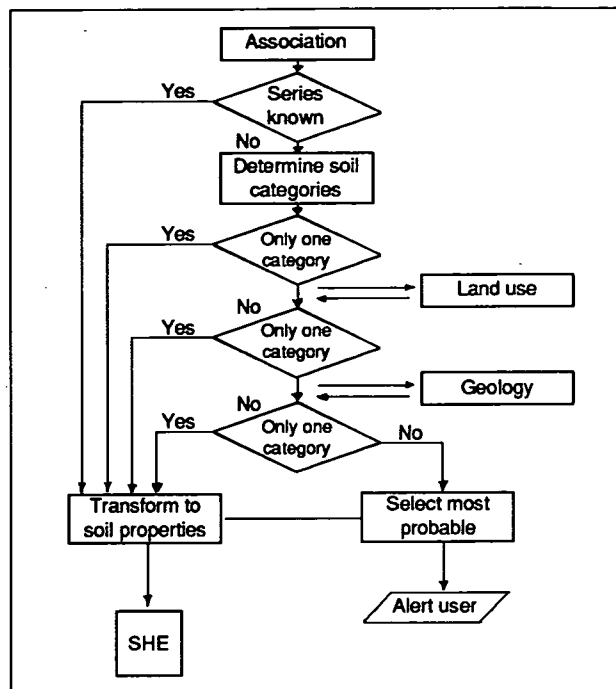 Association
Yes
Series
known
No
Determine soil
categories
Yes
Only one
category
Land use
No
Yes
Only one
category
Geology
No
Yes
Only one
category
No
Transform to
soil properties
Select most
probable
Alert user
SHE